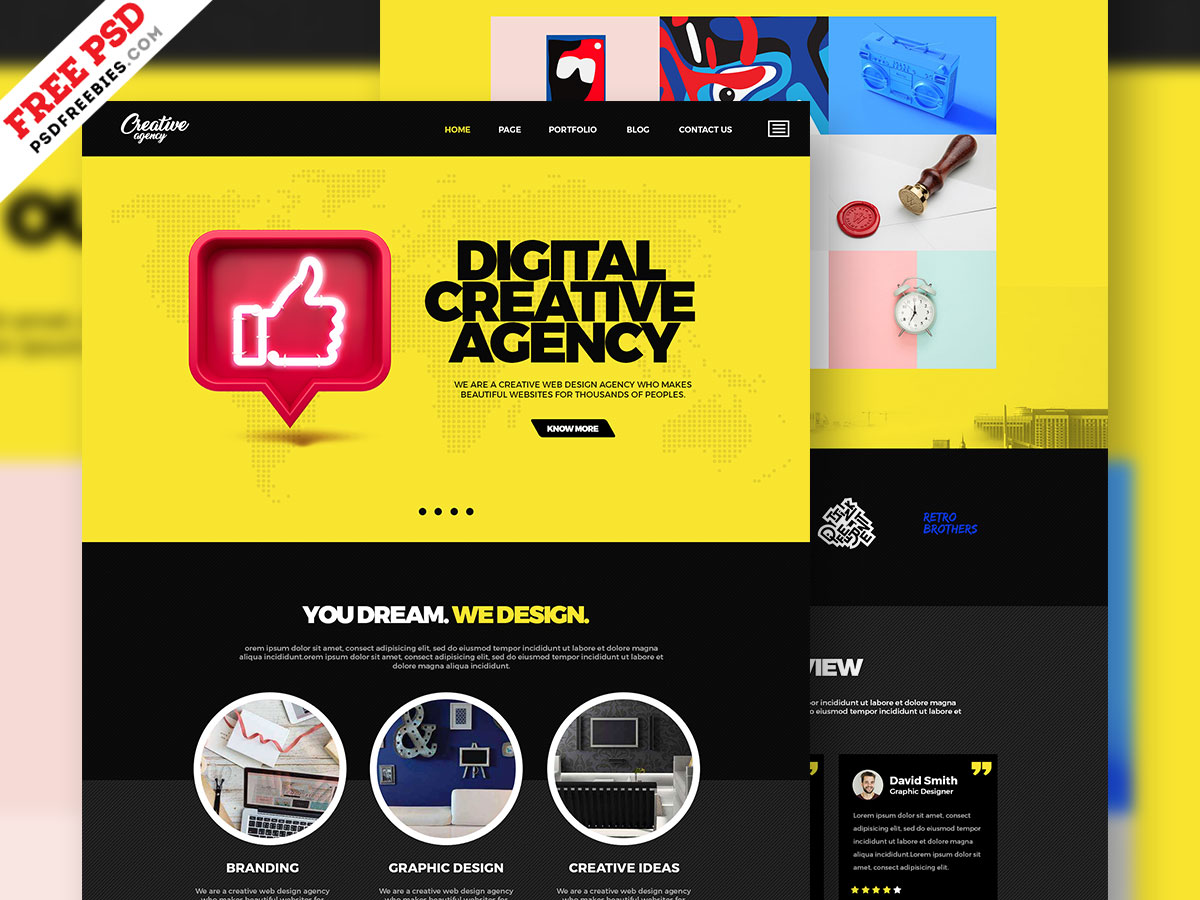 FREE PSD
PSDFREEBIES.COM
Creative
agency
HOME PAGE PORTFOLIO BLOG CONTACT US
DIGITAL
CREATIVE
AGENCY
WE ARE A CREATIVE WEB DESIGN AGENCY WHO MAKES
BEAUTIFUL WEBSITES FOR THOUSANDS OF PEOPLES.
KNOW MORE
RETRO
BROTHERS
YOU DREAM. WE DESIGN.
orem ipsum dolor sit amet, consect adipisicing elit, sed do eiusmod tempor incididunt ut labore et dolore magna
aliqua incididunt.orem ipsum dolor sit amet, consect adipisicing elit, sed do eiusmod tempor incididunt ut labore et
dolore magna aliqua incididunt.
&
BRANDING
We are a creative web design agency
who makes beautiful websites for
GRAPHIC DESIGN
We are a creative web design agency
who makes beautiful websites for
CREATIVE IDEAS
We are a creative web design agency
who makes beautiful websites for
VIEW
or incididunt ut labore et dolore magna
o eiusmod tempor incididunt ut labore et
David Smith
Graphic Designer
Lorem ipsum dolor sit amet, consect
adipisicing elit, sed do eiusmod tempor
incididunt ut labore et dolore magna
aliqua incididunt.Lorem ipsum dolor sit
amet, consect adipisicing elit.